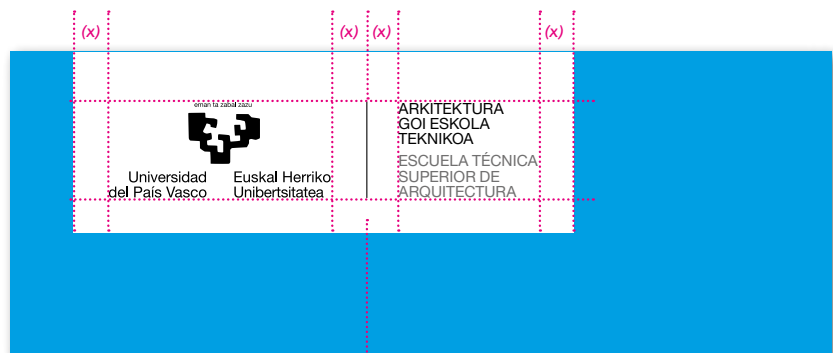 (x) (x) (x) (x)
eman ta zabal zazu
Universidad
del País Vasco
Euskal Herriko
Unibertsitatea
ARKITEKTURA
GOI ESKOLA
TEKNIKOA
ESCUELA TÉCNICA
SUPERIOR DE
ARQUITECTURA